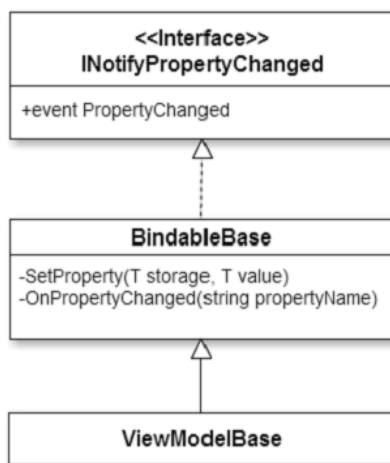 <<Interface>>
INotifyPropertyChanged
+event PropertyChanged
BindableBase
-SetProperty(T storage, T value)
-OnPropertyChanged(string propertyName)
ViewModelBase